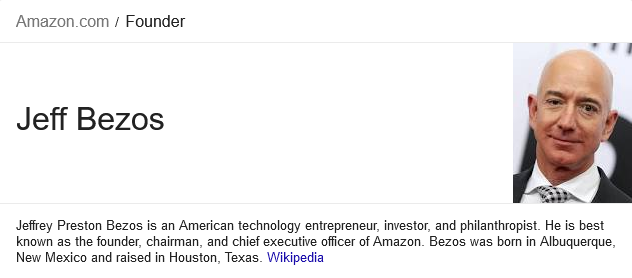 Amazon.com / Founder
Jeff Bezos
Jeffrey Preston Bezos is an American technology entrepreneur, investor, and philanthropist. He is best
known as the founder, chairman, and chief executive officer of Amazon. Bezos was born in Albuquerque,
New Mexico and raised in Houston, Texas. Wikipedia